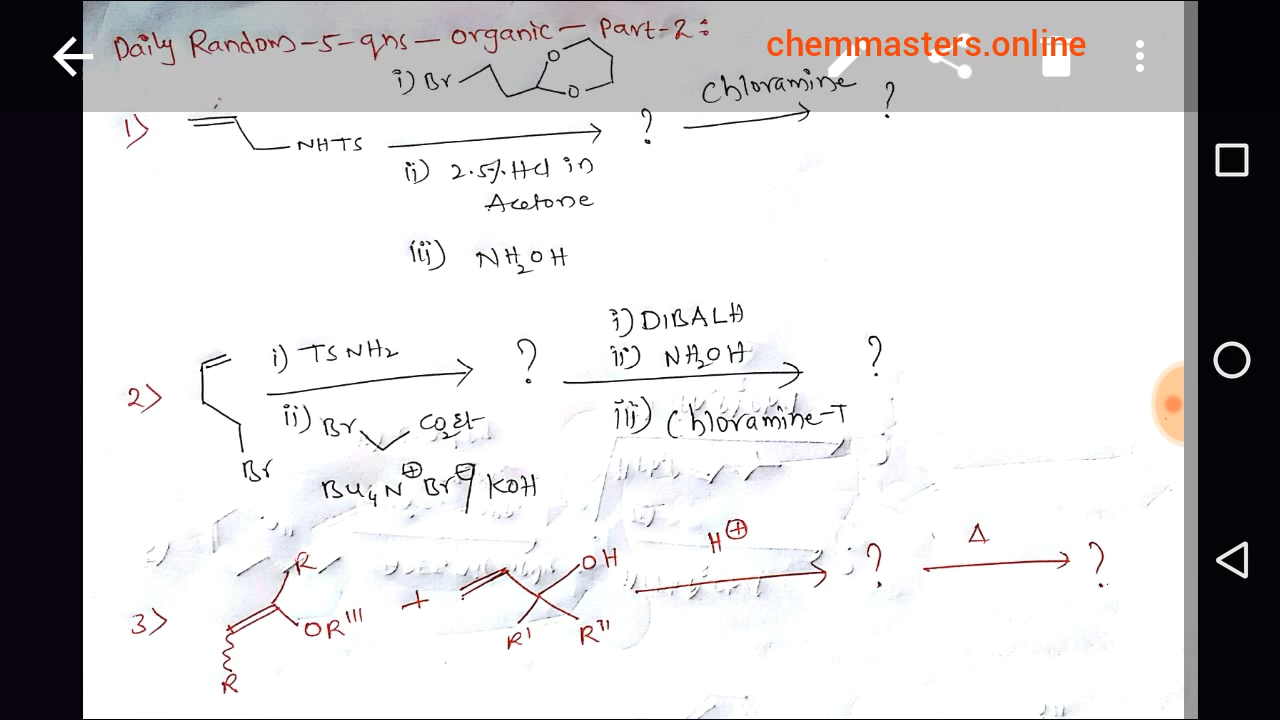 Daily Random-5-qns-organic-Part-2:
chemmasters.online
i) Br O O
1)
NHTS
?
Chloramine
?
ii) 2.5% HCl in
Acetone
iii) NH2OH
2)
Br
i) TSNH2
ii) Br CO2Et
Bu4N⊕Br⊖/KOH
?
i) DIBALH
ii) NH2OH
iii) Chloramine-T
?
3)
R
OR'''
R
+
OH
R' R''
H⊕
?
Δ
?